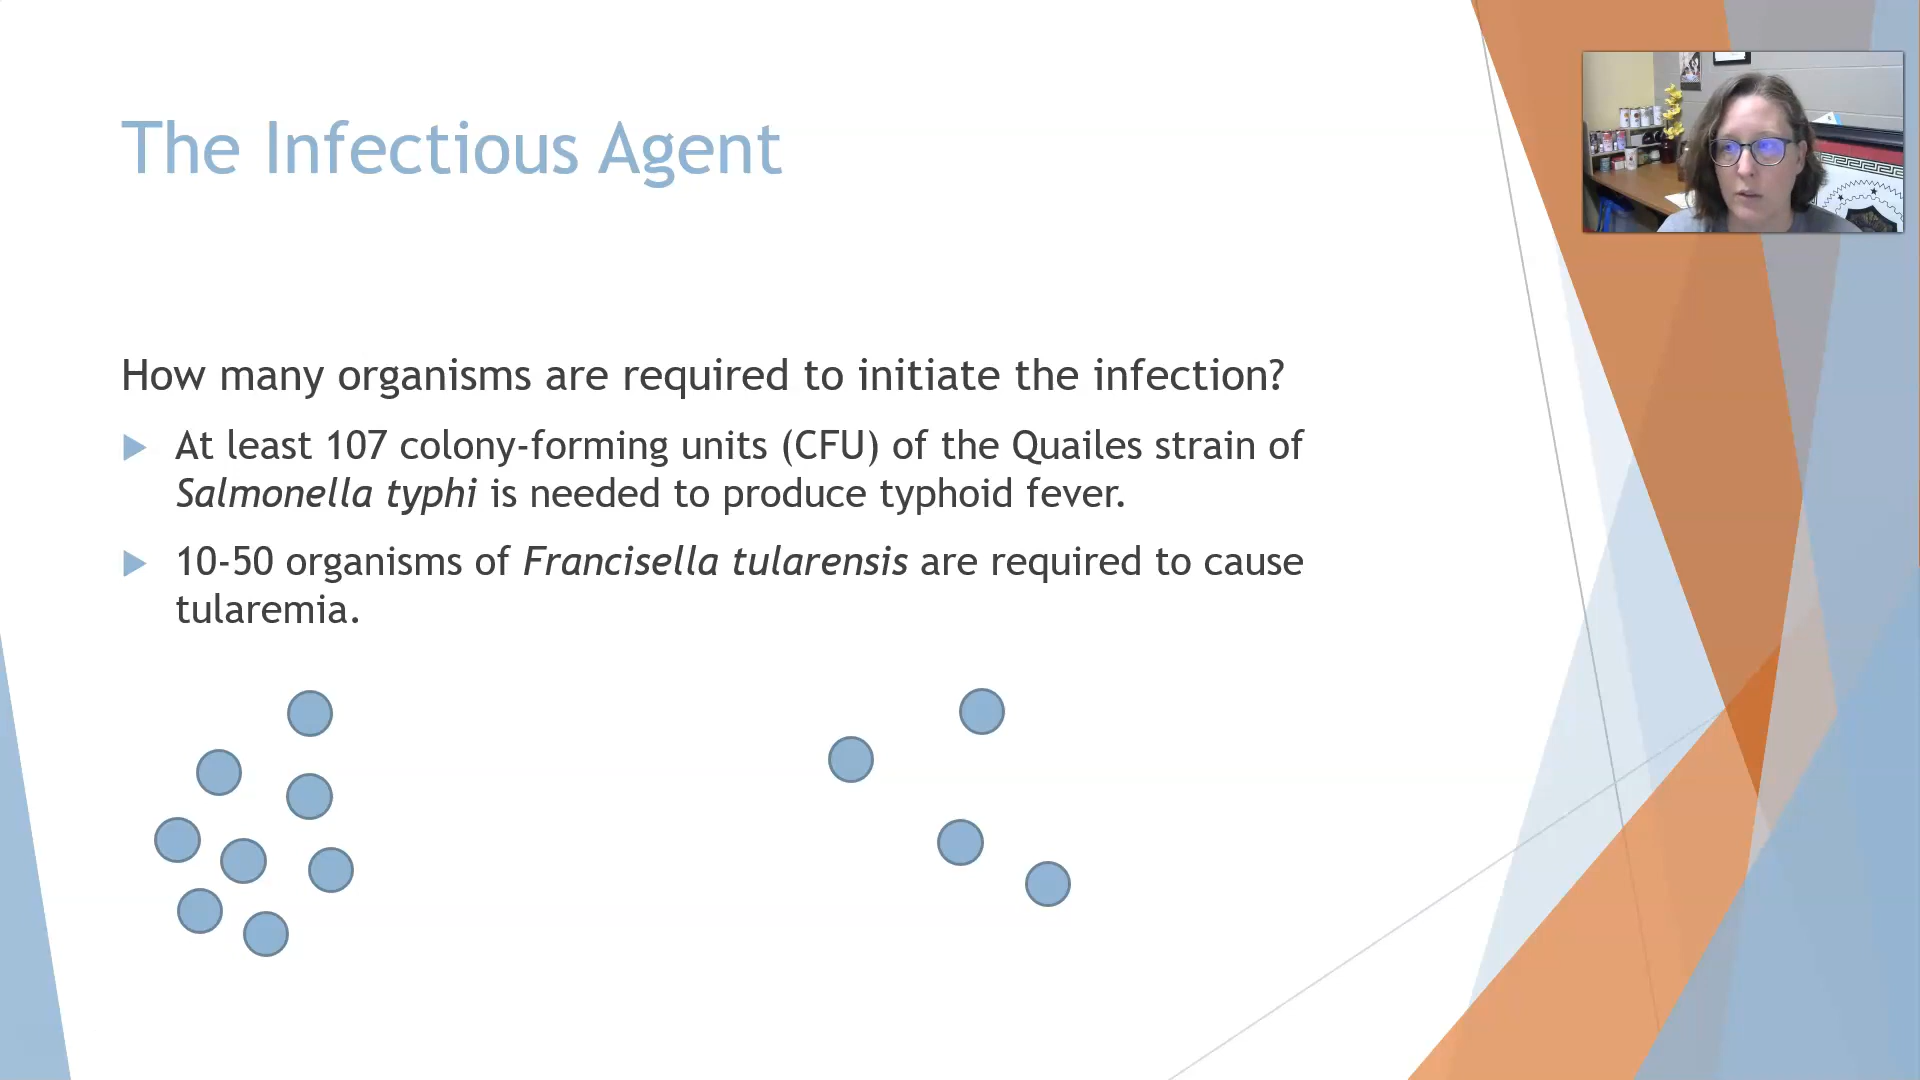 The Infectious Agent
How many organisms are required to initiate the infection?
At least 107 colony-forming units (CFU) of the Quailes strain of
Salmonella typhi is needed to produce typhoid fever.
10-50 organisms of Francisella tularensis are required to cause
tularemia.